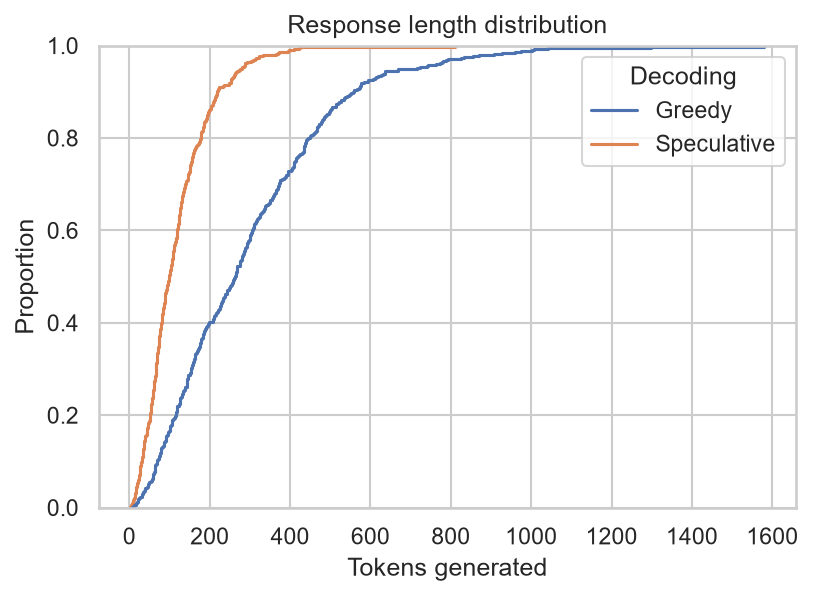 Response length distribution
1.0
0.8
0.6
0.4
0.2
0.0
Proportion
Decoding
Greedy
Speculative
0 200 400 600 800 1000 1200 1400 1600
Tokens generated